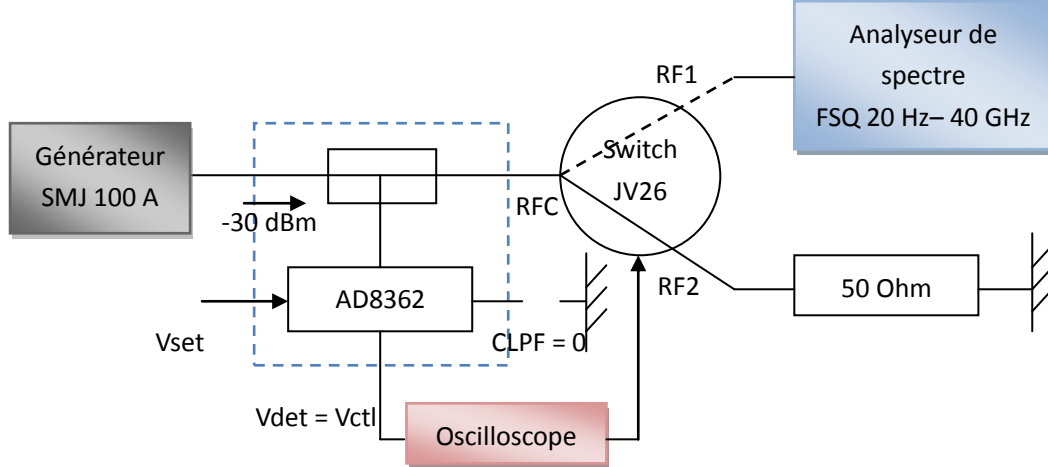 Analyseur de
spectre
FSQ 20 Hz– 40 GHz
RF1
Générateur
SMJ 100 A
Switch
JV26
-30 dBm
RFC
RF2
50 Ohm
AD8362
Vset
CLPF = 0
Vdet = Vctl
Oscilloscope